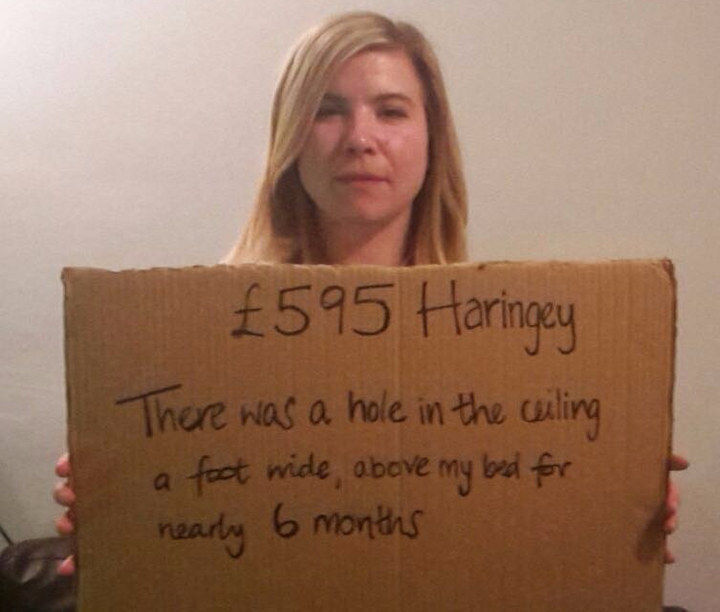 £595 Haringey
There was a hole in the ceiling
a foot wide, above my bed for
nearly 6 months